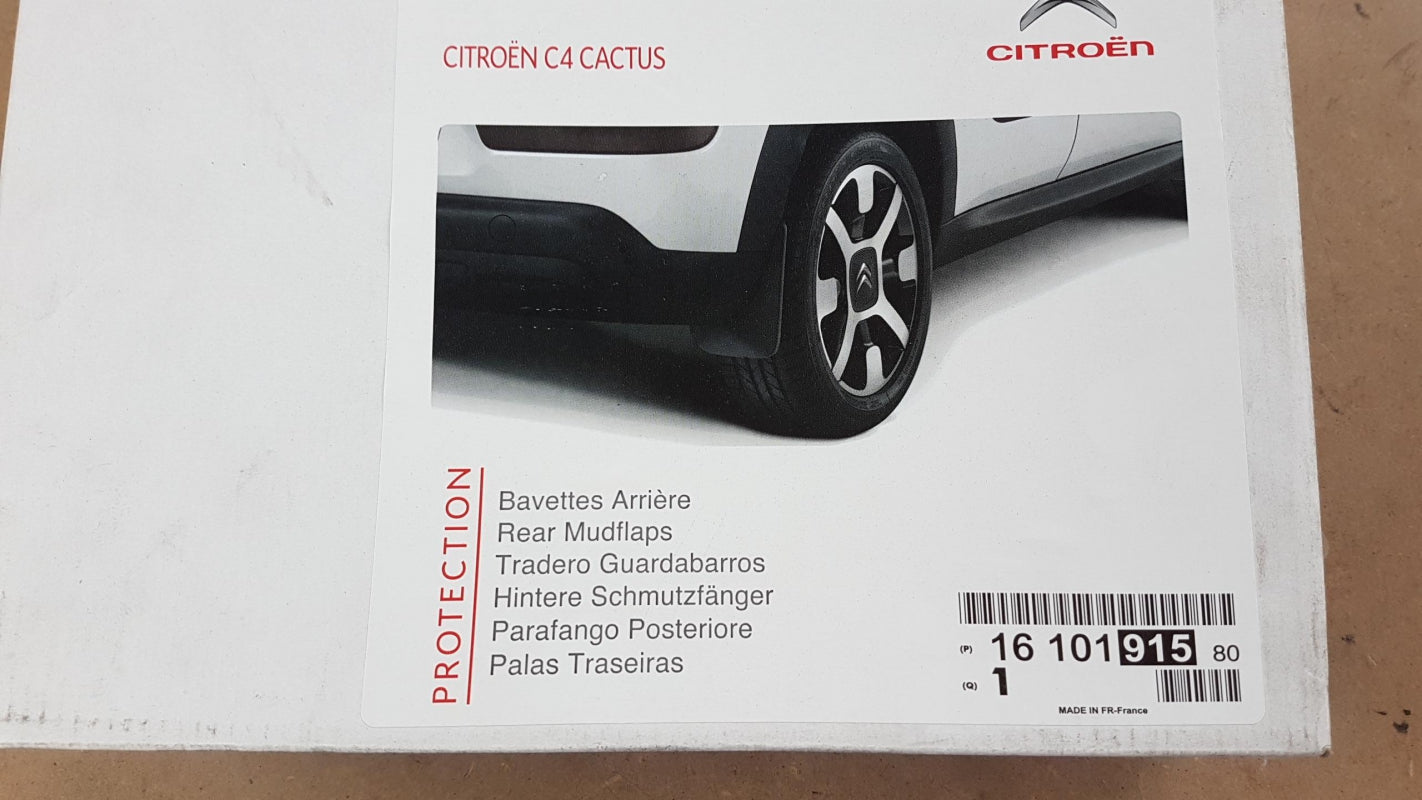 CITROËN C4 CACTUS
CITROËN
PROTECTION
Bavettes Arrière
Rear Mudflaps
Tradero Guardabarros
Hintere Schmutzfänger
Parafango Posteriore
Palas Traseiras
(P) 16 101 915 80
(Q) 1
MADE IN FR-France